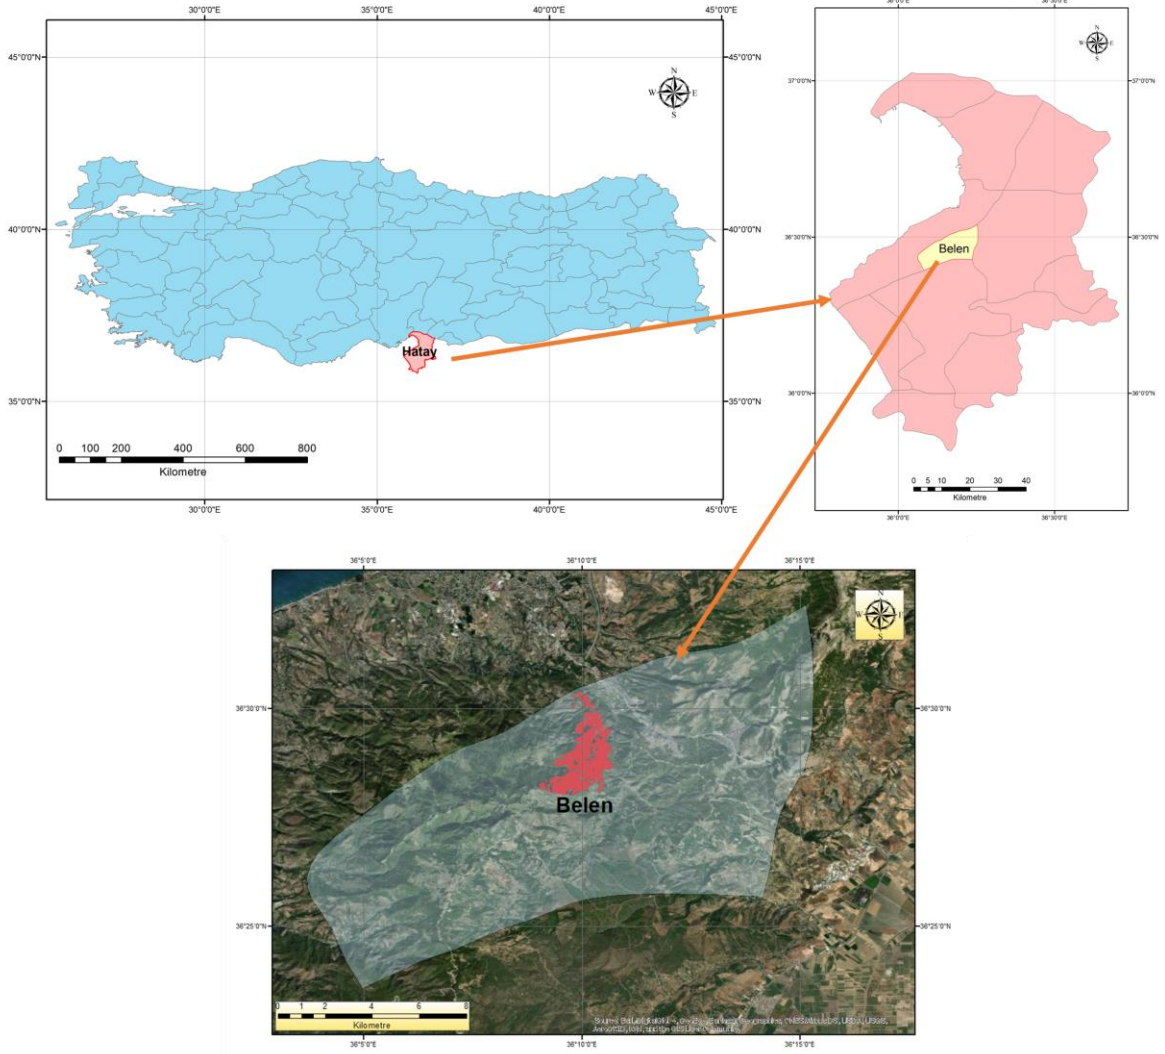 30°0'0"E 35°0'0"E 40°0'0"E 45°0'0"E
45°0'0"N 45°0'0"N
N
W E
S
40°0'0"N 40°0'0"N
Hatay
35°0'0"N 35°0'0"N
0 100 200 400 600 800
Kilometre
30°0'0"E 35°0'0"E 40°0'0"E 45°0'0"E
36°0'0"E 36°30'0"E
N
W E
S
37°0'0"N 37°0'0"N
36°30'0"N 36°30'0"N
Belen
36°0'0"N 36°0'0"N
0 5 10 20 30 40
Kilometre
36°0'0"E 36°30'0"E
36°5'0"E 36°10'0"E 36°15'0"E
N
W E
S
36°30'0"N 36°30'0"N
Belen
36°25'0"N 36°25'0"N
0 1 2 4 6 8
Kilometre
36°5'0"E 36°10'0"E 36°15'0"E